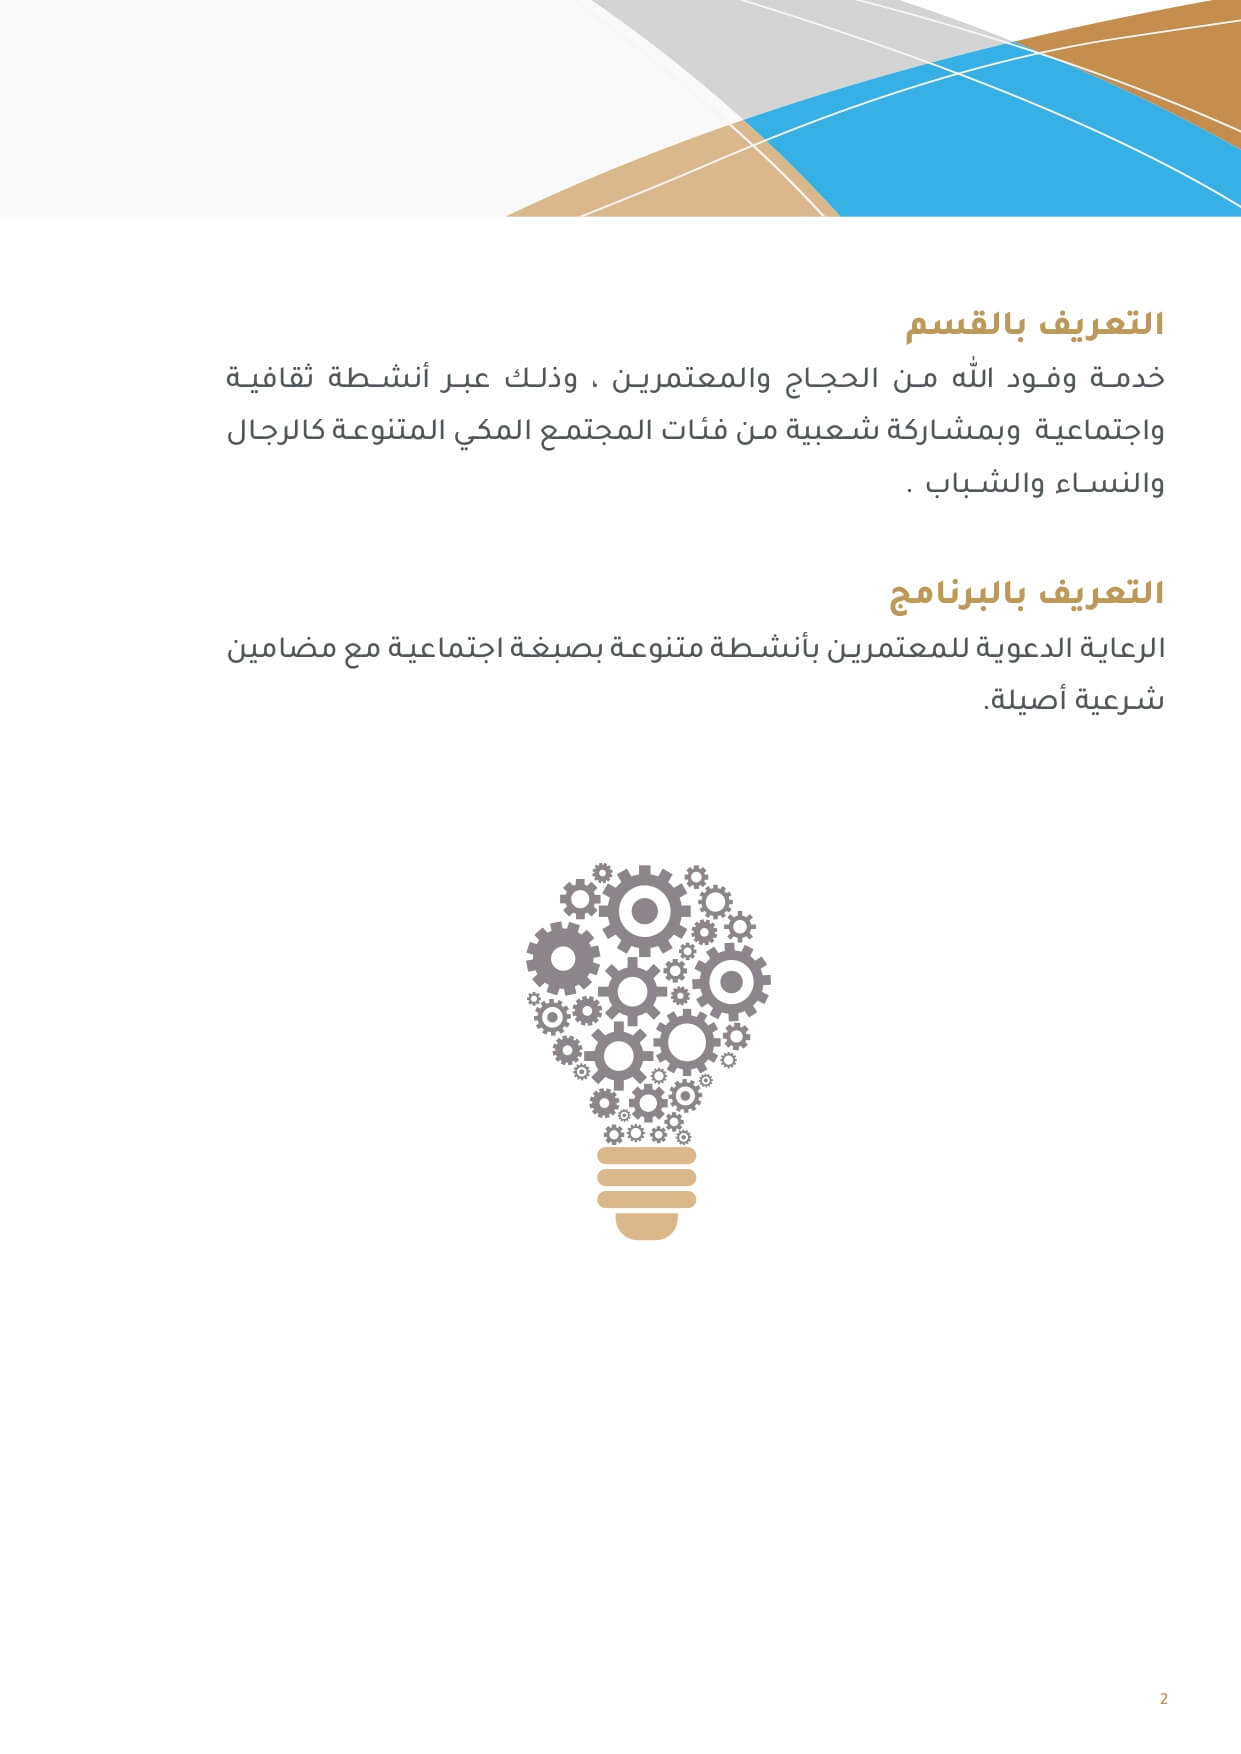 التعريف بالقسم
خدمة وفود الله من الحجاج والمعتمرين ، وذلك عبر أنشطة ثقافية
واجتماعية وبمشاركة شعبية من فئات المجتمع المكي المتنوعة كالرجال
والنساء والشباب .
التعريف بالبرنامج
الرعاية الدعوية للمعتمرين بأنشطة متنوعة بصبغة اجتماعية مع مضامين
شرعية أصيلة.
2